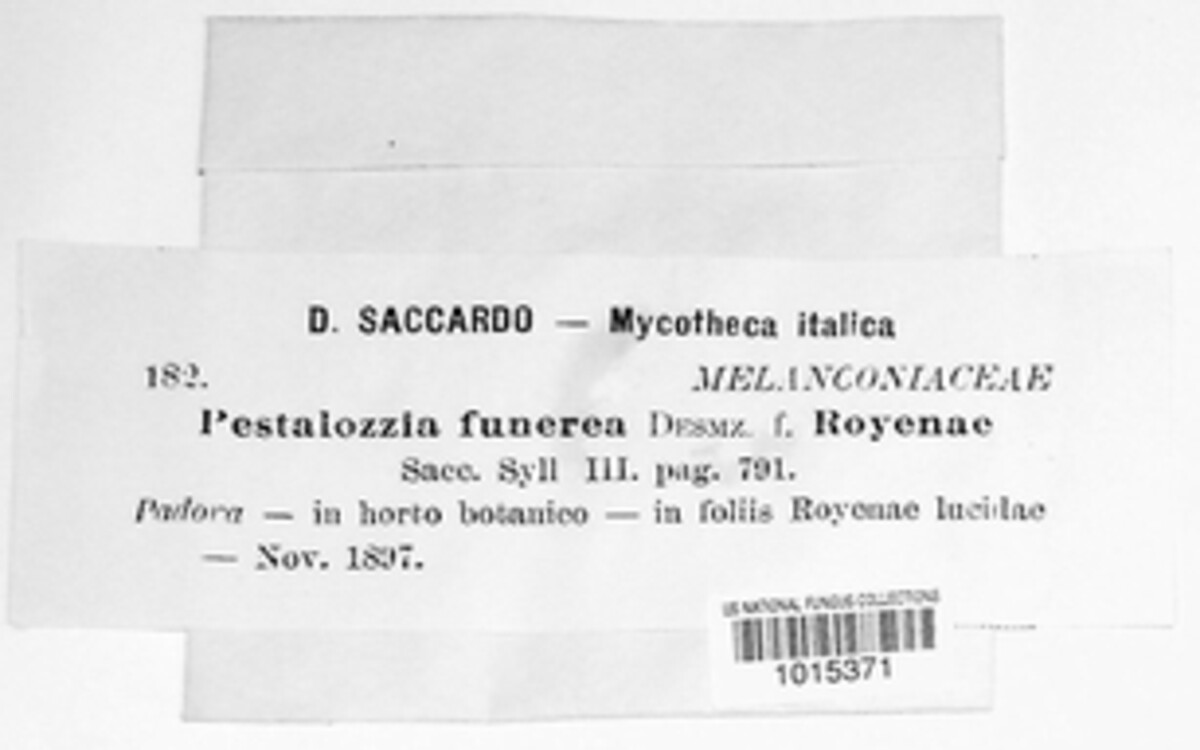 D. SACCARDO — Mycotheca italica
182. MELANCONIACEAE
Pestalozzia funerea DESMZ. f. Royenae
Sacc. Syll III. pag. 791.
Padova — in horto botanico — in foliis Royenae lucidae
— Nov. 1897.
US NATIONAL FUNGUS COLLECTIONS
1015371